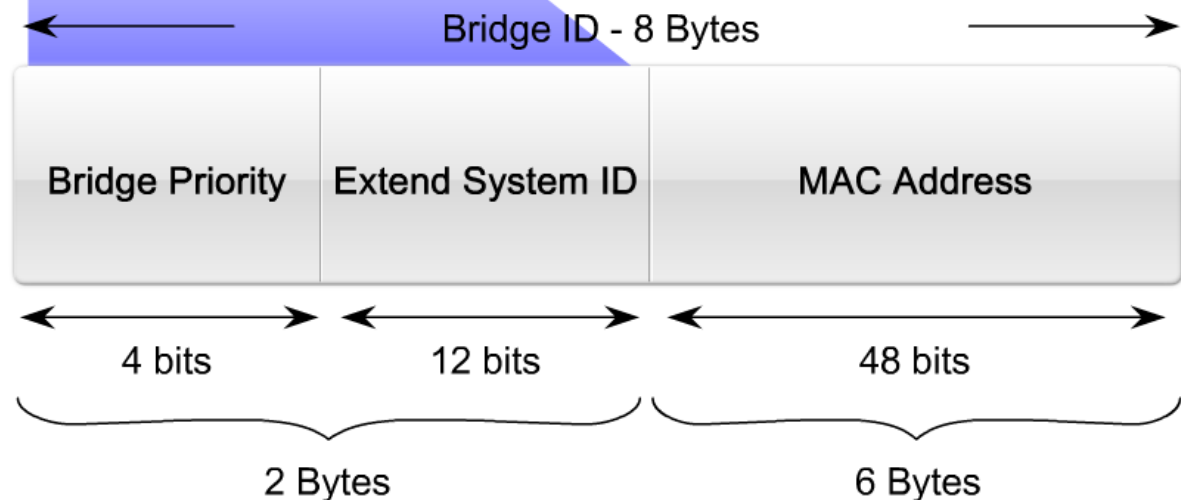 Bridge ID - 8 Bytes
Bridge Priority
Extend System ID
MAC Address
4 bits
12 bits
48 bits
2 Bytes
6 Bytes